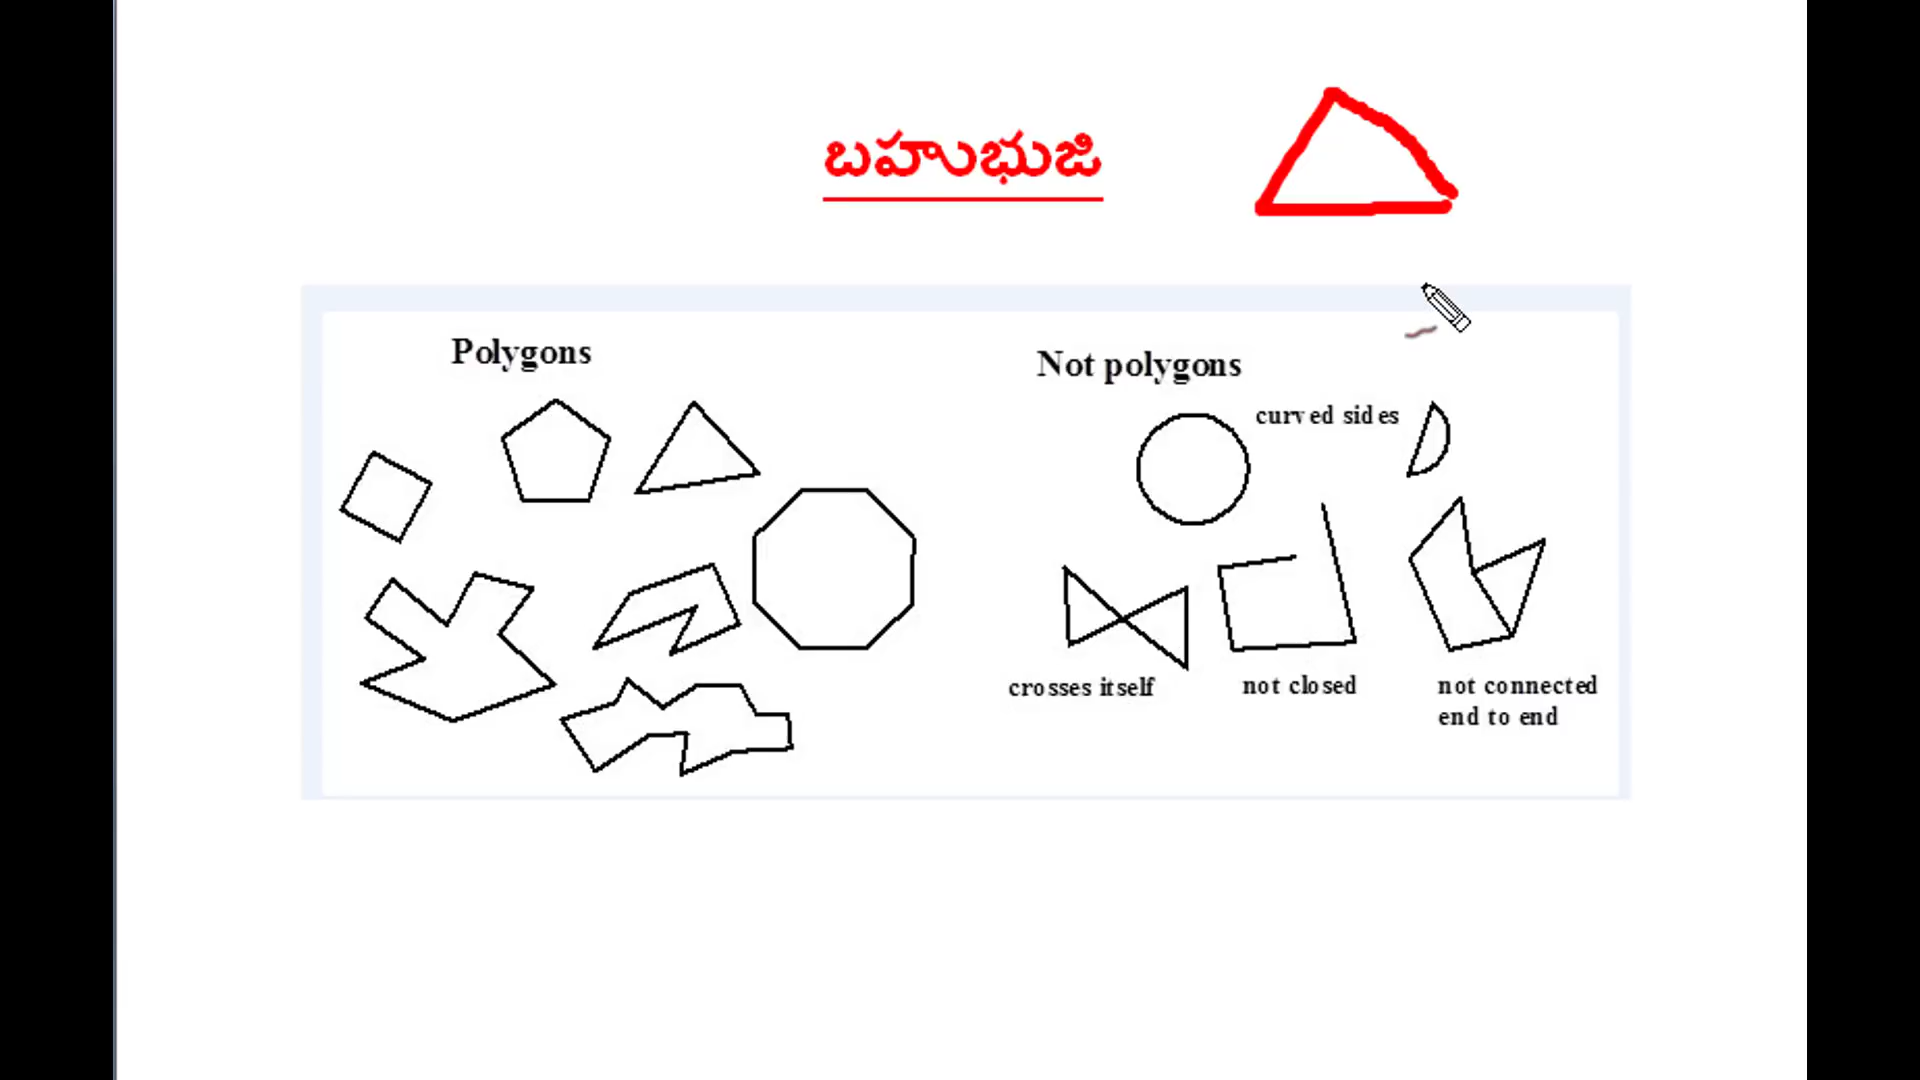 బహుభుజి
Polygons
Not polygons
curved sides
crosses itself
not closed
not connected
end to end